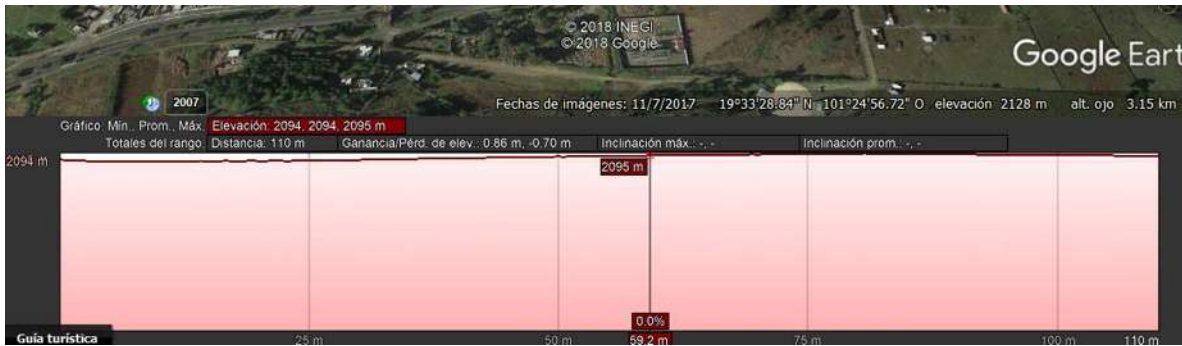 © 2018 INEGI
© 2018 Google
Google Eart
2007
Fechas de imágenes: 11/7/2017 19°33'28.84" N 101°24'56.72" O elevación 2128 m alt. ojo 3.15 km
Gráfico: Mín., Prom., Máx. Elevación: 2094, 2094, 2095 m
Totales del rango: Distancia: 110 m Ganancia/Pérd. de elev.: 0.86 m, -0.70 m Inclinación máx.: -, - Inclinación prom.: -, -
2094 m
2095 m
0.0%
Guía turística 25 m 50 m 59.2 m 75 m 100 m 110 m